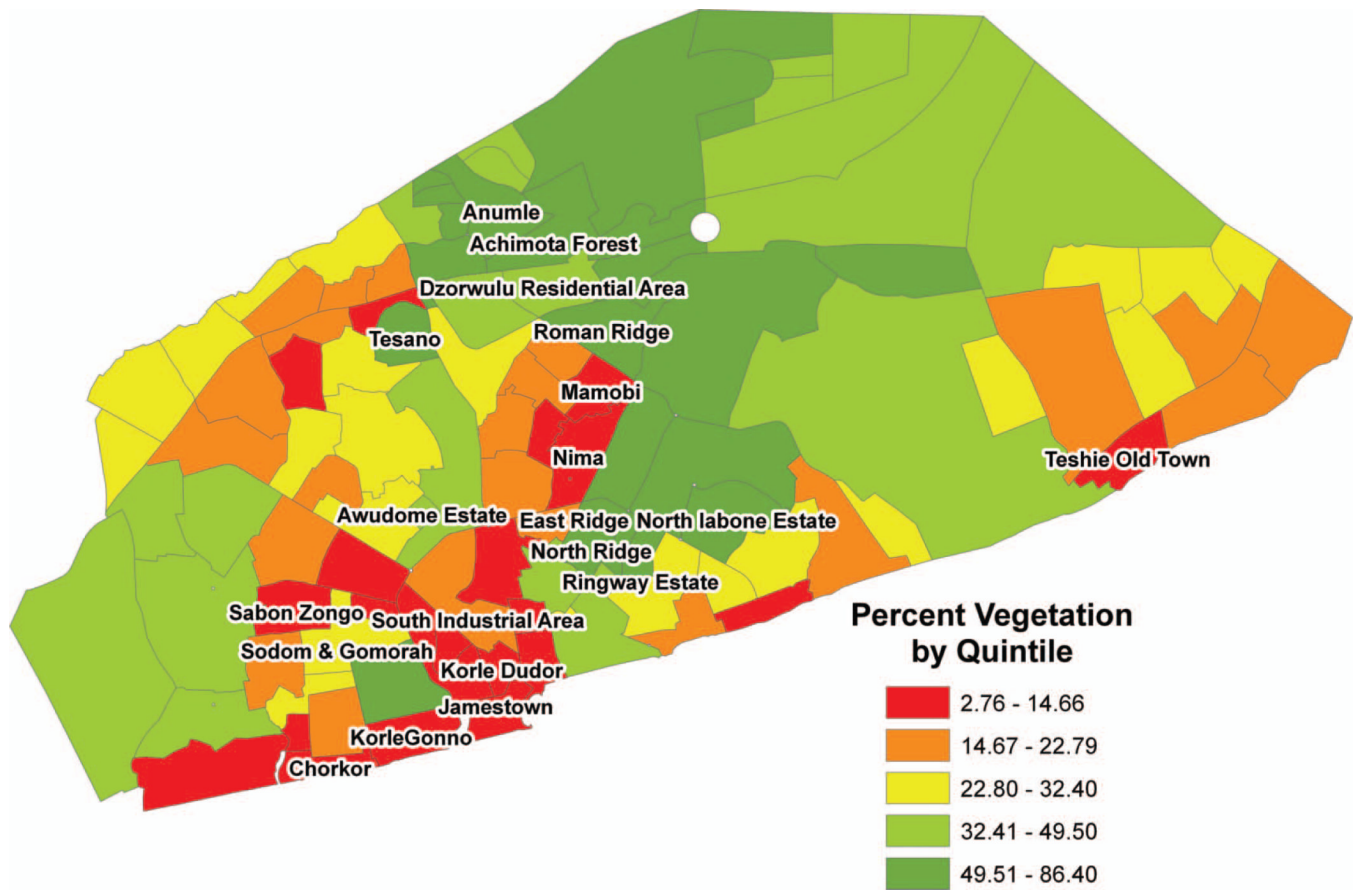 Anumle
Achimota Forest
Dzorwulu Residential Area
Roman Ridge
Tesano
Mamobi
Nima
Teshie Old Town
Awudome Estate
East Ridge
North labone Estate
North Ridge
Ringway Estate
Sabon Zongo
South Industrial Area
Sodom & Gomorah
Korle Dudor
Jamestown
KorleGonno
Chorkor
Percent Vegetation
by Quintile
2.76 - 14.66
14.67 - 22.79
22.80 - 32.40
32.41 - 49.50
49.51 - 86.40